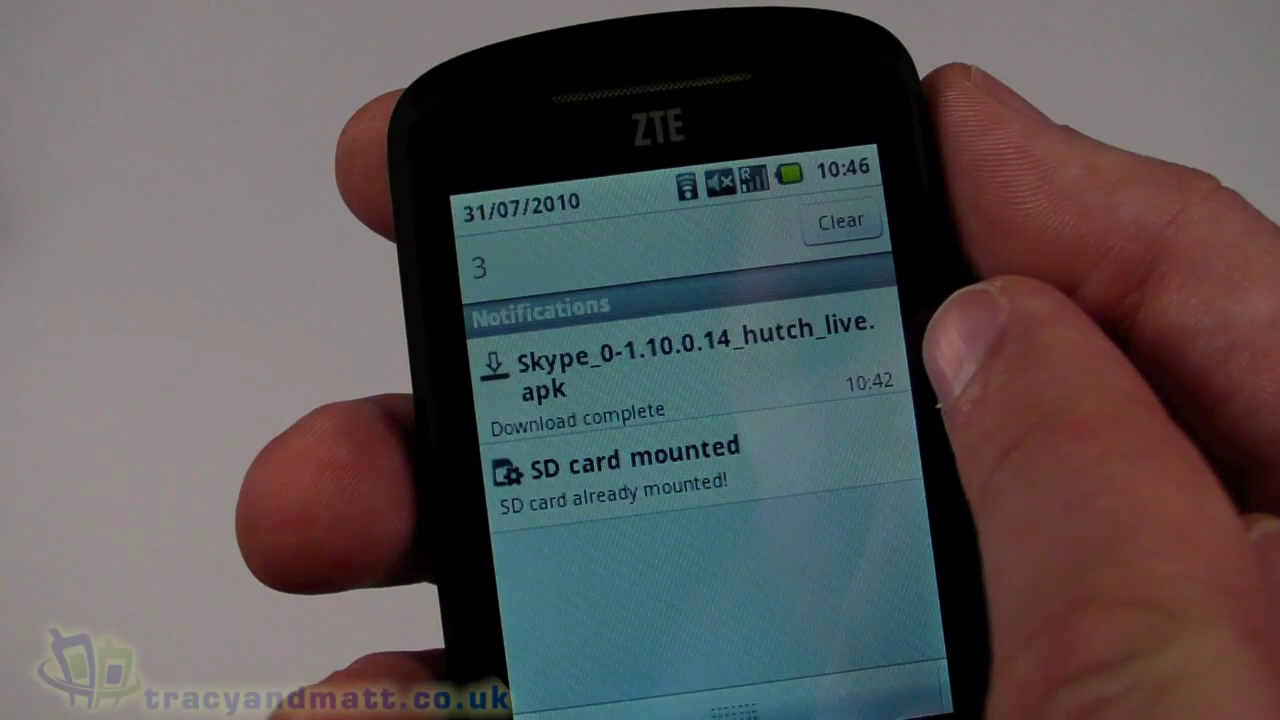 ZTE
31/07/2010 R 10:46
3 Clear
Notifications
Skype_0-1.10.0.14_hutch_live.
apk 10:42
Download complete
SD card mounted
SD card already mounted!
tracyandmatt.co.uk